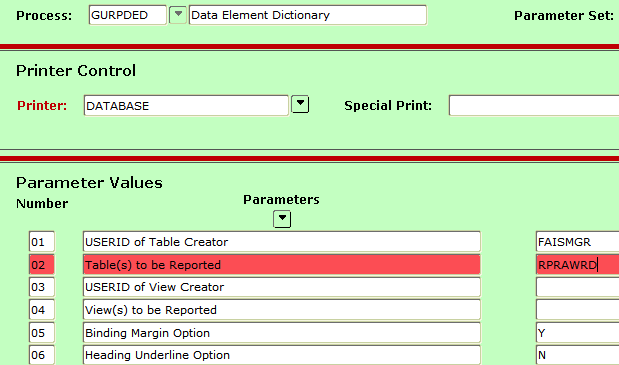 Process: GURPDED Data Element Dictionary Parameter Set:
Printer Control
Printer: DATABASE Special Print:
Parameter Values
Number Parameters
01 USERID of Table Creator FAISMGR
02 Table(s) to be Reported RPRAWRD
03 USERID of View Creator
04 View(s) to be Reported
05 Binding Margin Option Y
06 Heading Underline Option N